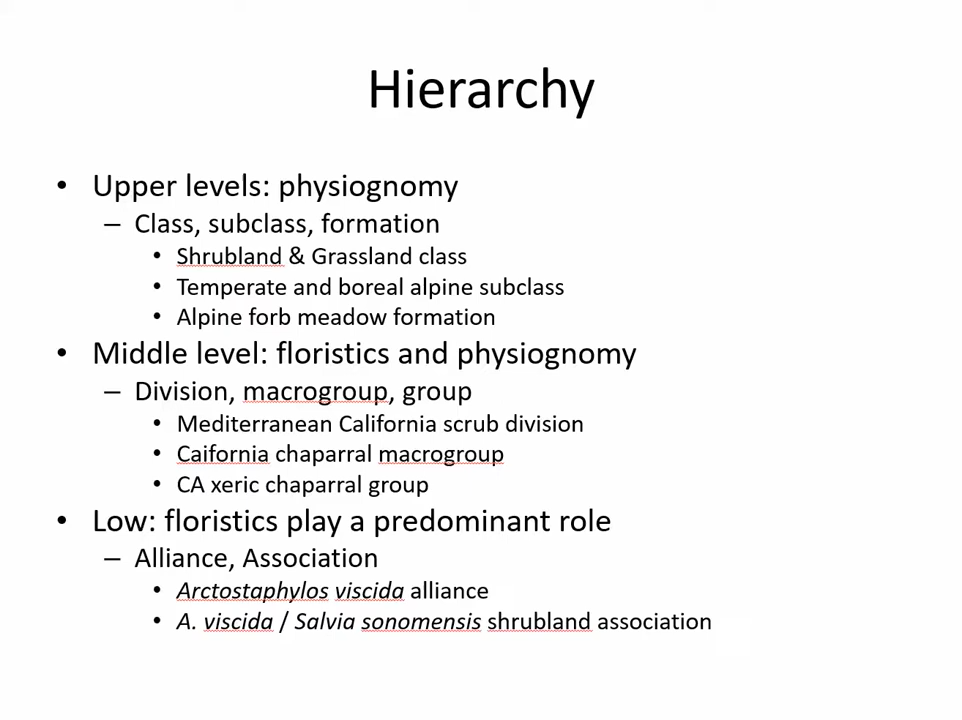 Hierarchy
• Upper levels: physiognomy
– Class, subclass, formation
• Shrubland & Grassland class
• Temperate and boreal alpine subclass
• Alpine forb meadow formation
• Middle level: floristics and physiognomy
– Division, macrogroup, group
• Mediterranean California scrub division
• Caifornia chaparral macrogroup
• CA xeric chaparral group
• Low: floristics play a predominant role
– Alliance, Association
• Arctostaphylos viscida alliance
• A. viscida / Salvia sonomensis shrubland association